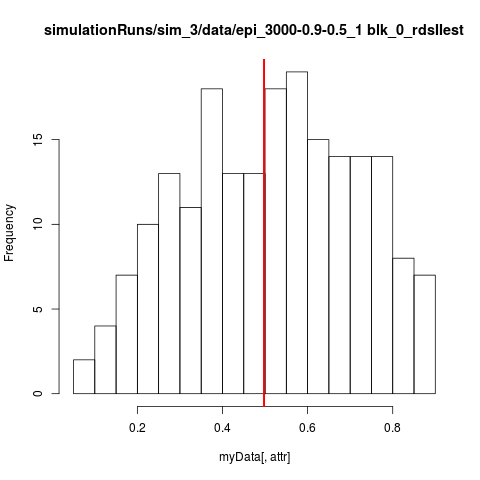 simulationRuns/sim_3/data/epi_3000-0.9-0.5_1 blk_0_rdsIIest
Frequency
15
10
5
0
0.2 0.4 0.6 0.8
myData[, attr]